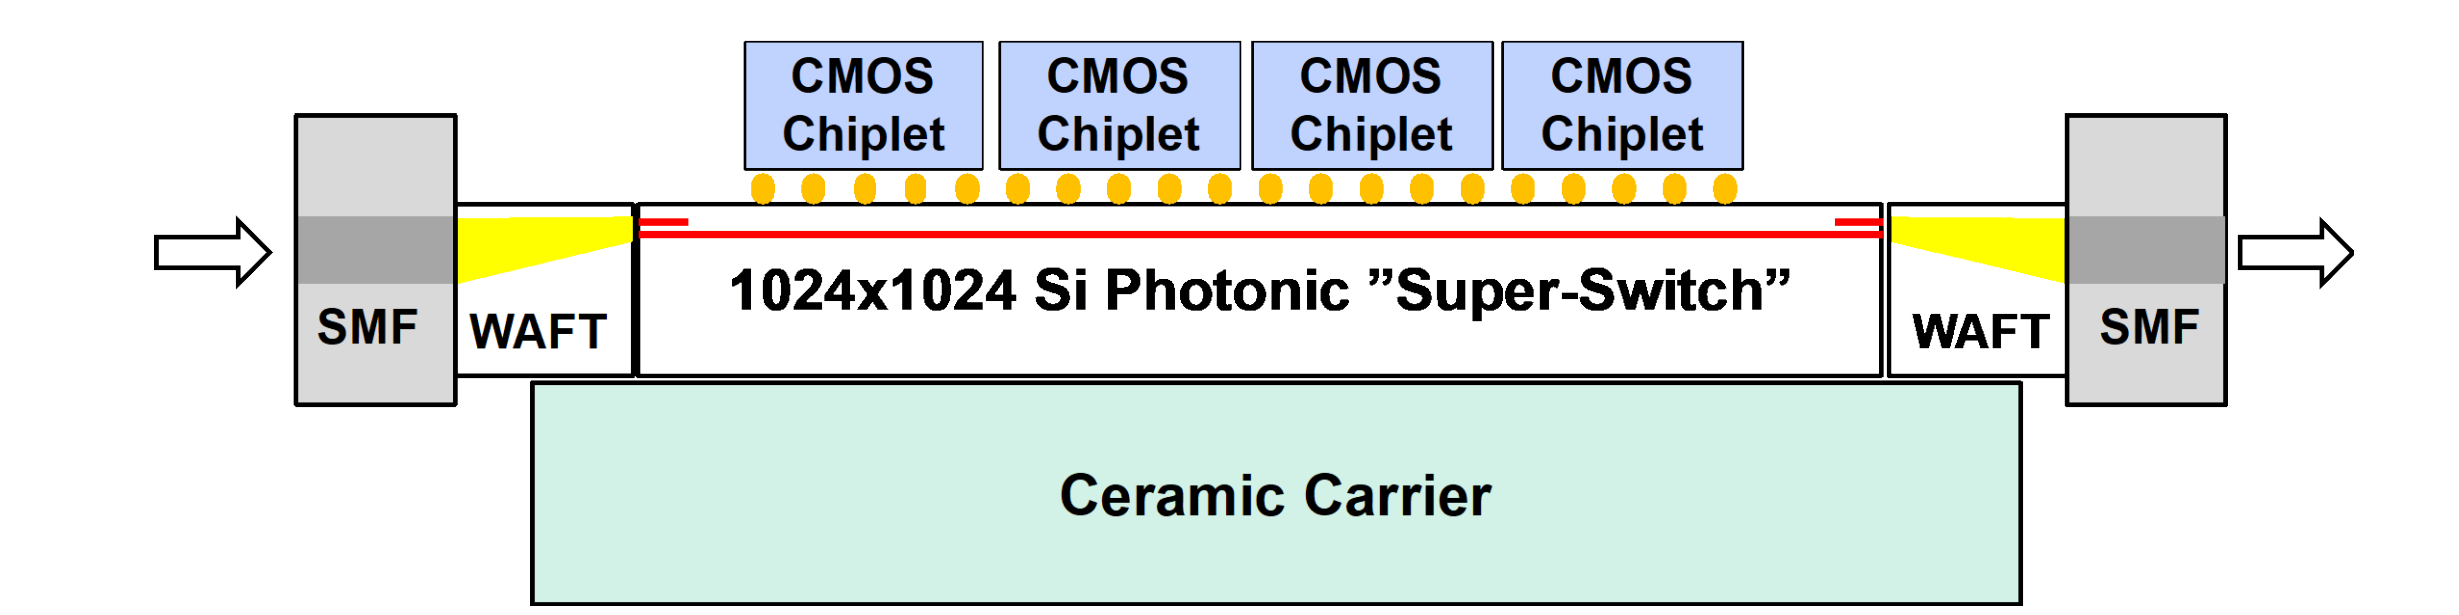 CMOS
Chiplet
CMOS
Chiplet
CMOS
Chiplet
CMOS
Chiplet
SMF
WAFT
1024x1024 Si Photonic ”Super-Switch”
WAFT
SMF
Ceramic Carrier